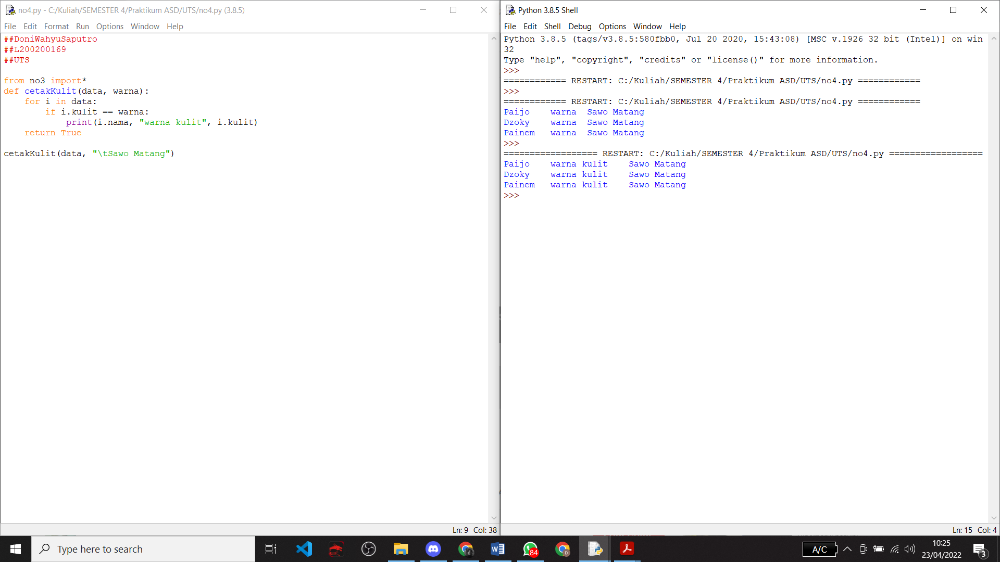 no4.py - C:/Kuliah/SEMESTER 4/Praktikum ASD/UTS/no4.py (3.8.5)
File Edit Format Run Options Window Help
##DoniWahyuSaputro
##L200200169
##UTS
from no3 import*
def cetakKulit(data, warna):
    for i in data:
        if i.kulit == warna:
            print(i.nama, "warna kulit", i.kulit)
    return True
cetakKulit(data, "\tSawo Matang")
Ln: 9 Col: 38
Python 3.8.5 Shell
File Edit Shell Debug Options Window Help
Python 3.8.5 (tags/v3.8.5:580fbb0, Jul 20 2020, 15:43:08) [MSC v.1926 32 bit (Intel)] on win
32
Type "help", "copyright", "credits" or "license()" for more information.
>>>
============ RESTART: C:/Kuliah/SEMESTER 4/Praktikum ASD/UTS/no4.py ============
>>>
============ RESTART: C:/Kuliah/SEMESTER 4/Praktikum ASD/UTS/no4.py ============
Paijo    warna  Sawo Matang
Dzoky    warna  Sawo Matang
Painem   warna  Sawo Matang
>>>
================== RESTART: C:/Kuliah/SEMESTER 4/Praktikum ASD/UTS/no4.py ==================
Paijo    warna kulit    Sawo Matang
Dzoky    warna kulit    Sawo Matang
Painem   warna kulit    Sawo Matang
>>>
Ln: 15 Col: 4
Type here to search
84
D
A/C
10:25
23/04/2022
3